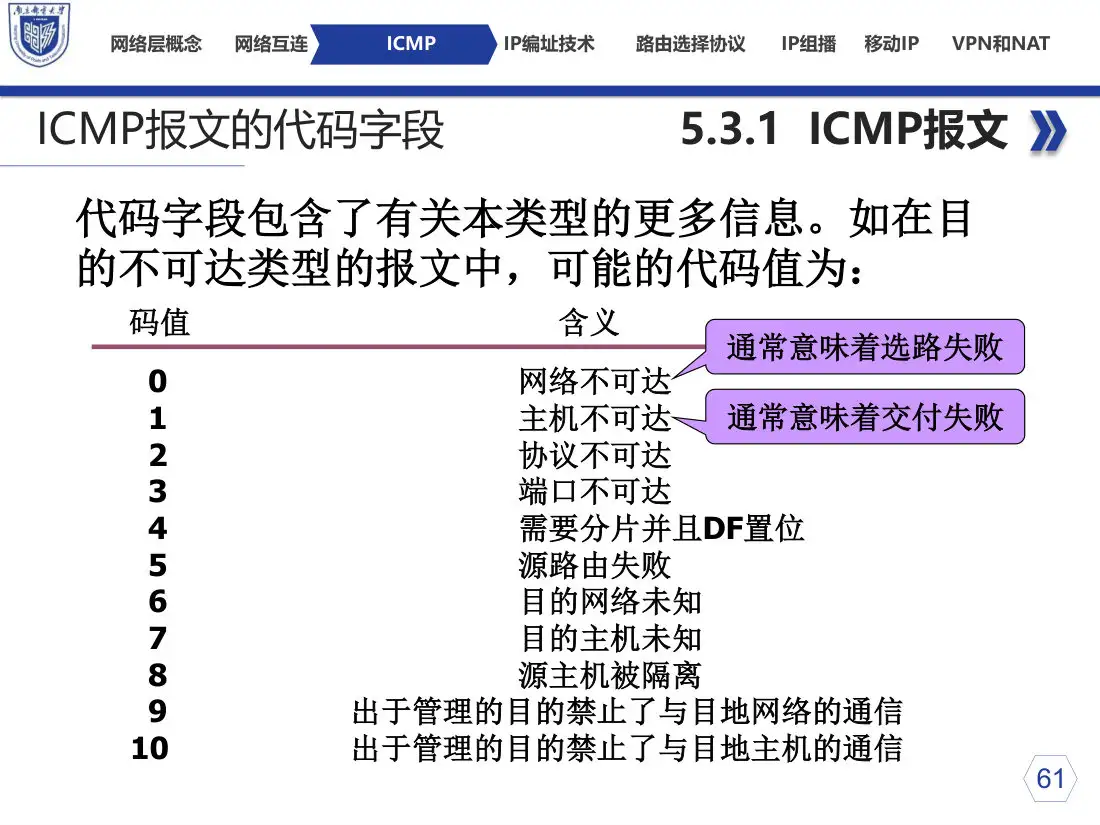 南京邮电大学
网络层概念 网络互连 ICMP IP编址技术 路由选择协议 IP组播 移动IP VPN和NAT
ICMP报文的代码字段 5.3.1 ICMP报文
代码字段包含了有关本类型的更多信息。如在目
的不可达类型的报文中，可能的代码值为：
码值 含义
通常意味着选路失败
0 网络不可达
1 主机不可达 通常意味着交付失败
2 协议不可达
3 端口不可达
4 需要分片并且DF置位
5 源路由失败
6 目的网络未知
7 目的主机未知
8 源主机被隔离
9 出于管理的目的禁止了与目地网络的通信
10 出于管理的目的禁止了与目地主机的通信
61